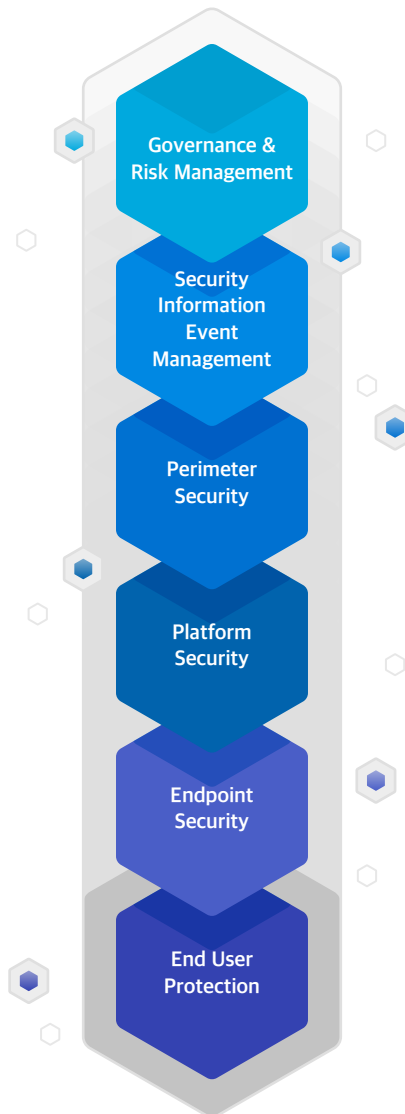 Governance &
Risk Management
Security
Information
Event
Management
Perimeter
Security
Platform
Security
Endpoint
Security
End User
Protection